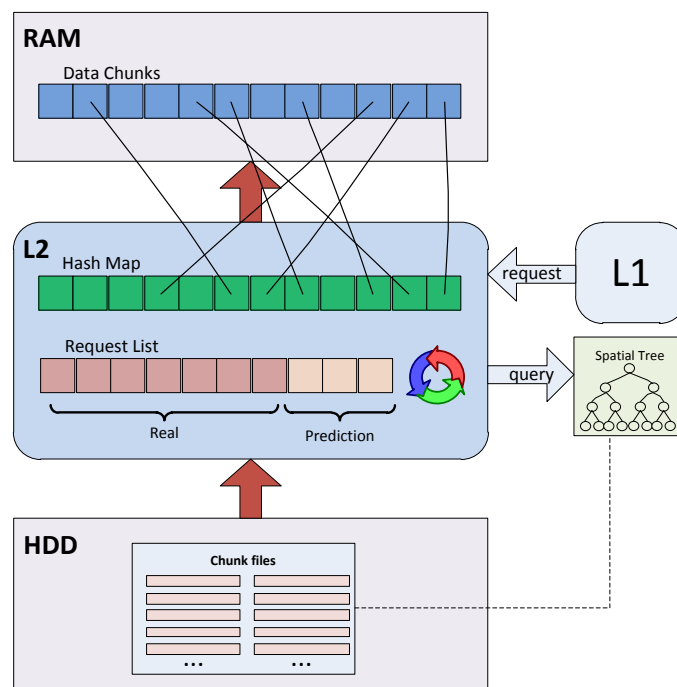 RAM
Data Chunks
L2
Hash Map
request
L1
Request List
query
Spatial Tree
Real
Prediction
HDD
Chunk files
...
...